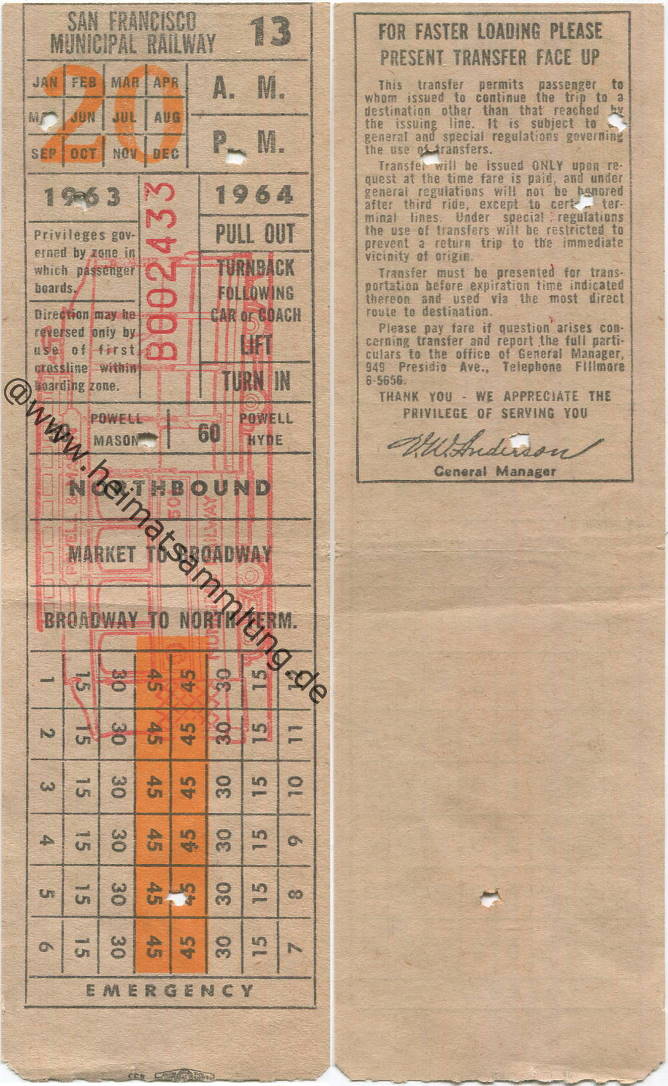 SAN FRANCISCO
MUNICIPAL RAILWAY
13
20
JAN FEB MAR APR
JUN JUL AUG
SEP OCT NOV DEC
A. M.
P. M.
1963
1964
B002433
Privileges gov-
erned by zone in
which passenger
boards.
Direction may be
reversed only by
use of first
crossline within
boarding zone.
PULL OUT
TURNBACK
FOLLOWING
CAR or COACH
LIFT
TURN IN
POWELL
MASON
60
POWELL
HYDE
NORTHBOUND
MARKET TO BROADWAY
BROADWAY TO NORTH TERM.
1 15 30 45 45 30 15 12
2 15 30 45 45 30 15 11
3 15 30 45 45 30 15 10
4 15 30 45 45 30 15 9
5 15 30 45 45 30 15 8
6 15 30 45 45 30 15 7
EMERGENCY
@www.heimatsammlung.de
FOR FASTER LOADING PLEASE
PRESENT TRANSFER FACE UP
This transfer permits passenger to
whom issued to continue the trip to a
destination other than that reached by
the issuing line. It is subject to all
general and special regulations governing
the use of transfers.
Transfer will be issued ONLY upon re-
quest at the time fare is paid, and under
general regulations will not be honored
after third ride, except to certain ter-
minal lines. Under special regulations
the use of transfers will be restricted to
prevent a return trip to the immediate
vicinity of origin.
Transfer must be presented for trans-
portation before expiration time indicated
thereon and used via the most direct
route to destination.
Please pay fare if question arises con-
cerning transfer and report the full parti-
culars to the office of General Manager,
949 Presidio Ave., Telephone FIllmore
6-5656.
THANK YOU - WE APPRECIATE THE
PRIVILEGE OF SERVING YOU
V.W. Anderson
General Manager